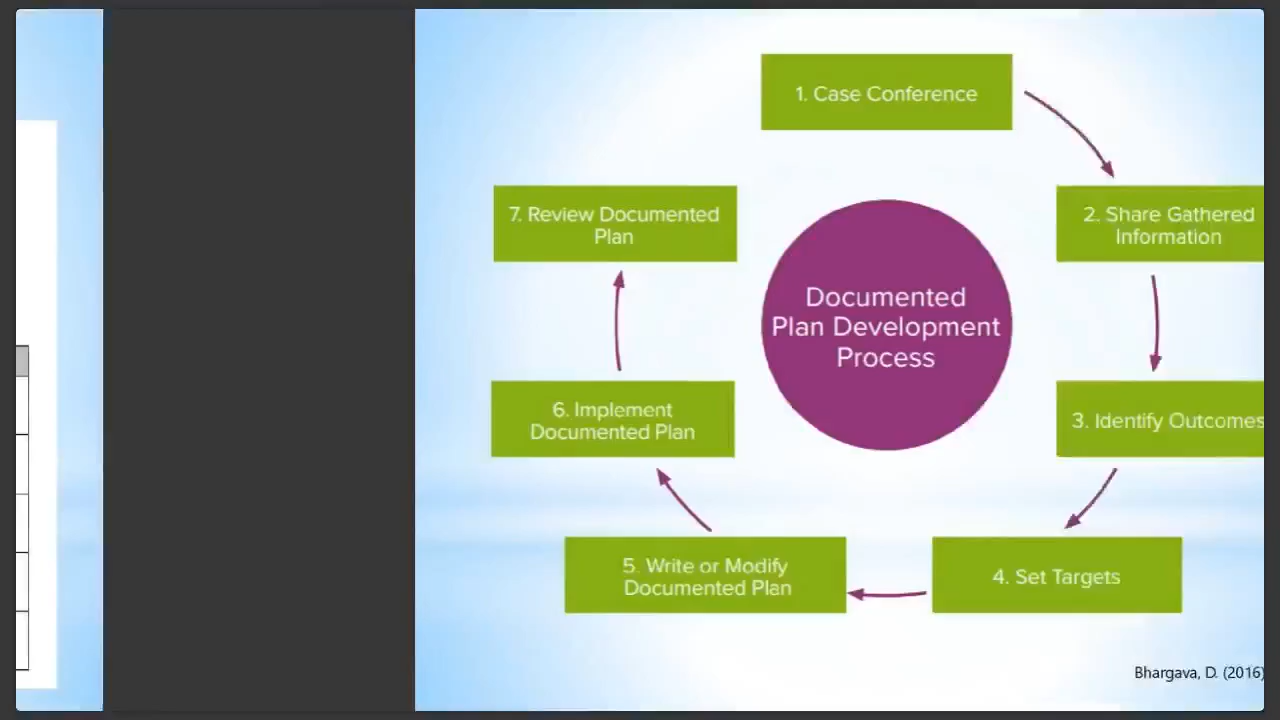 1. Case Conference
2. Share Gathered
Information
3. Identify Outcomes
4. Set Targets
5. Write or Modify
Documented Plan
6. Implement
Documented Plan
7. Review Documented
Plan
Documented
Plan Development
Process
Bhargava, D. (2016)